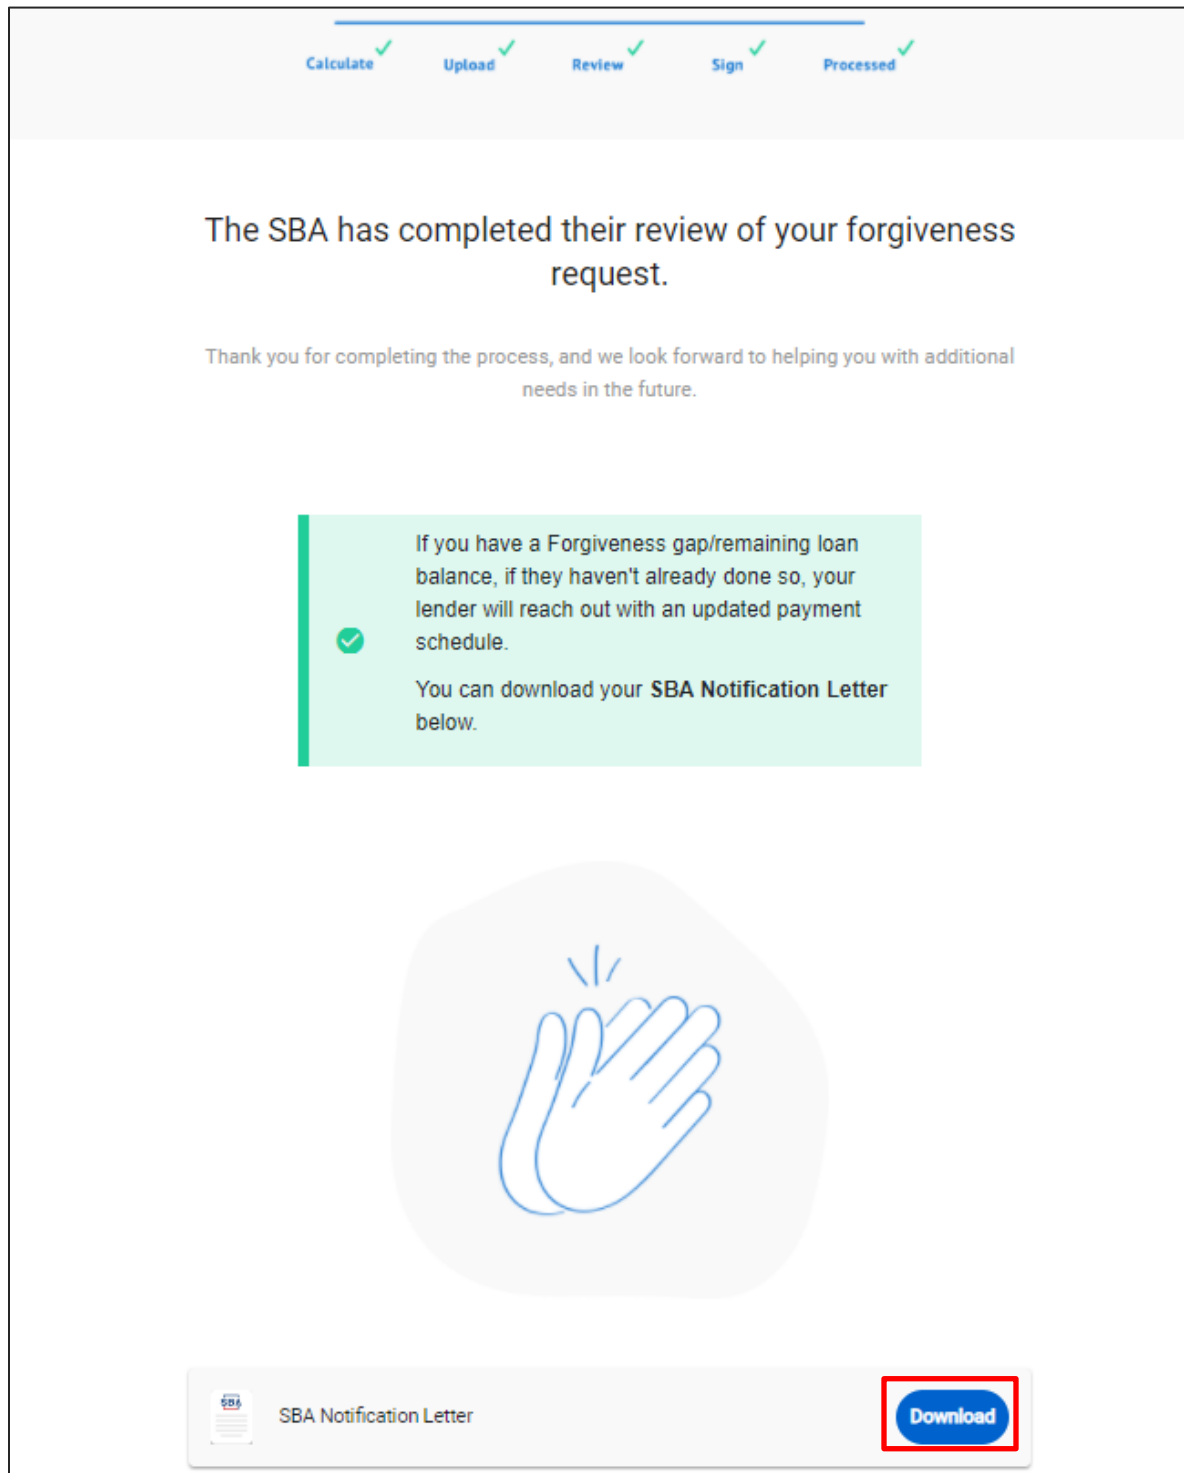 Calculate Upload Review Sign Processed
The SBA has completed their review of your forgiveness
request.
Thank you for completing the process, and we look forward to helping you with additional
needs in the future.
If you have a Forgiveness gap/remaining loan
balance, if they haven't already done so, your
lender will reach out with an updated payment
schedule.
You can download your SBA Notification Letter
below.
SBA
SBA Notification Letter
Download